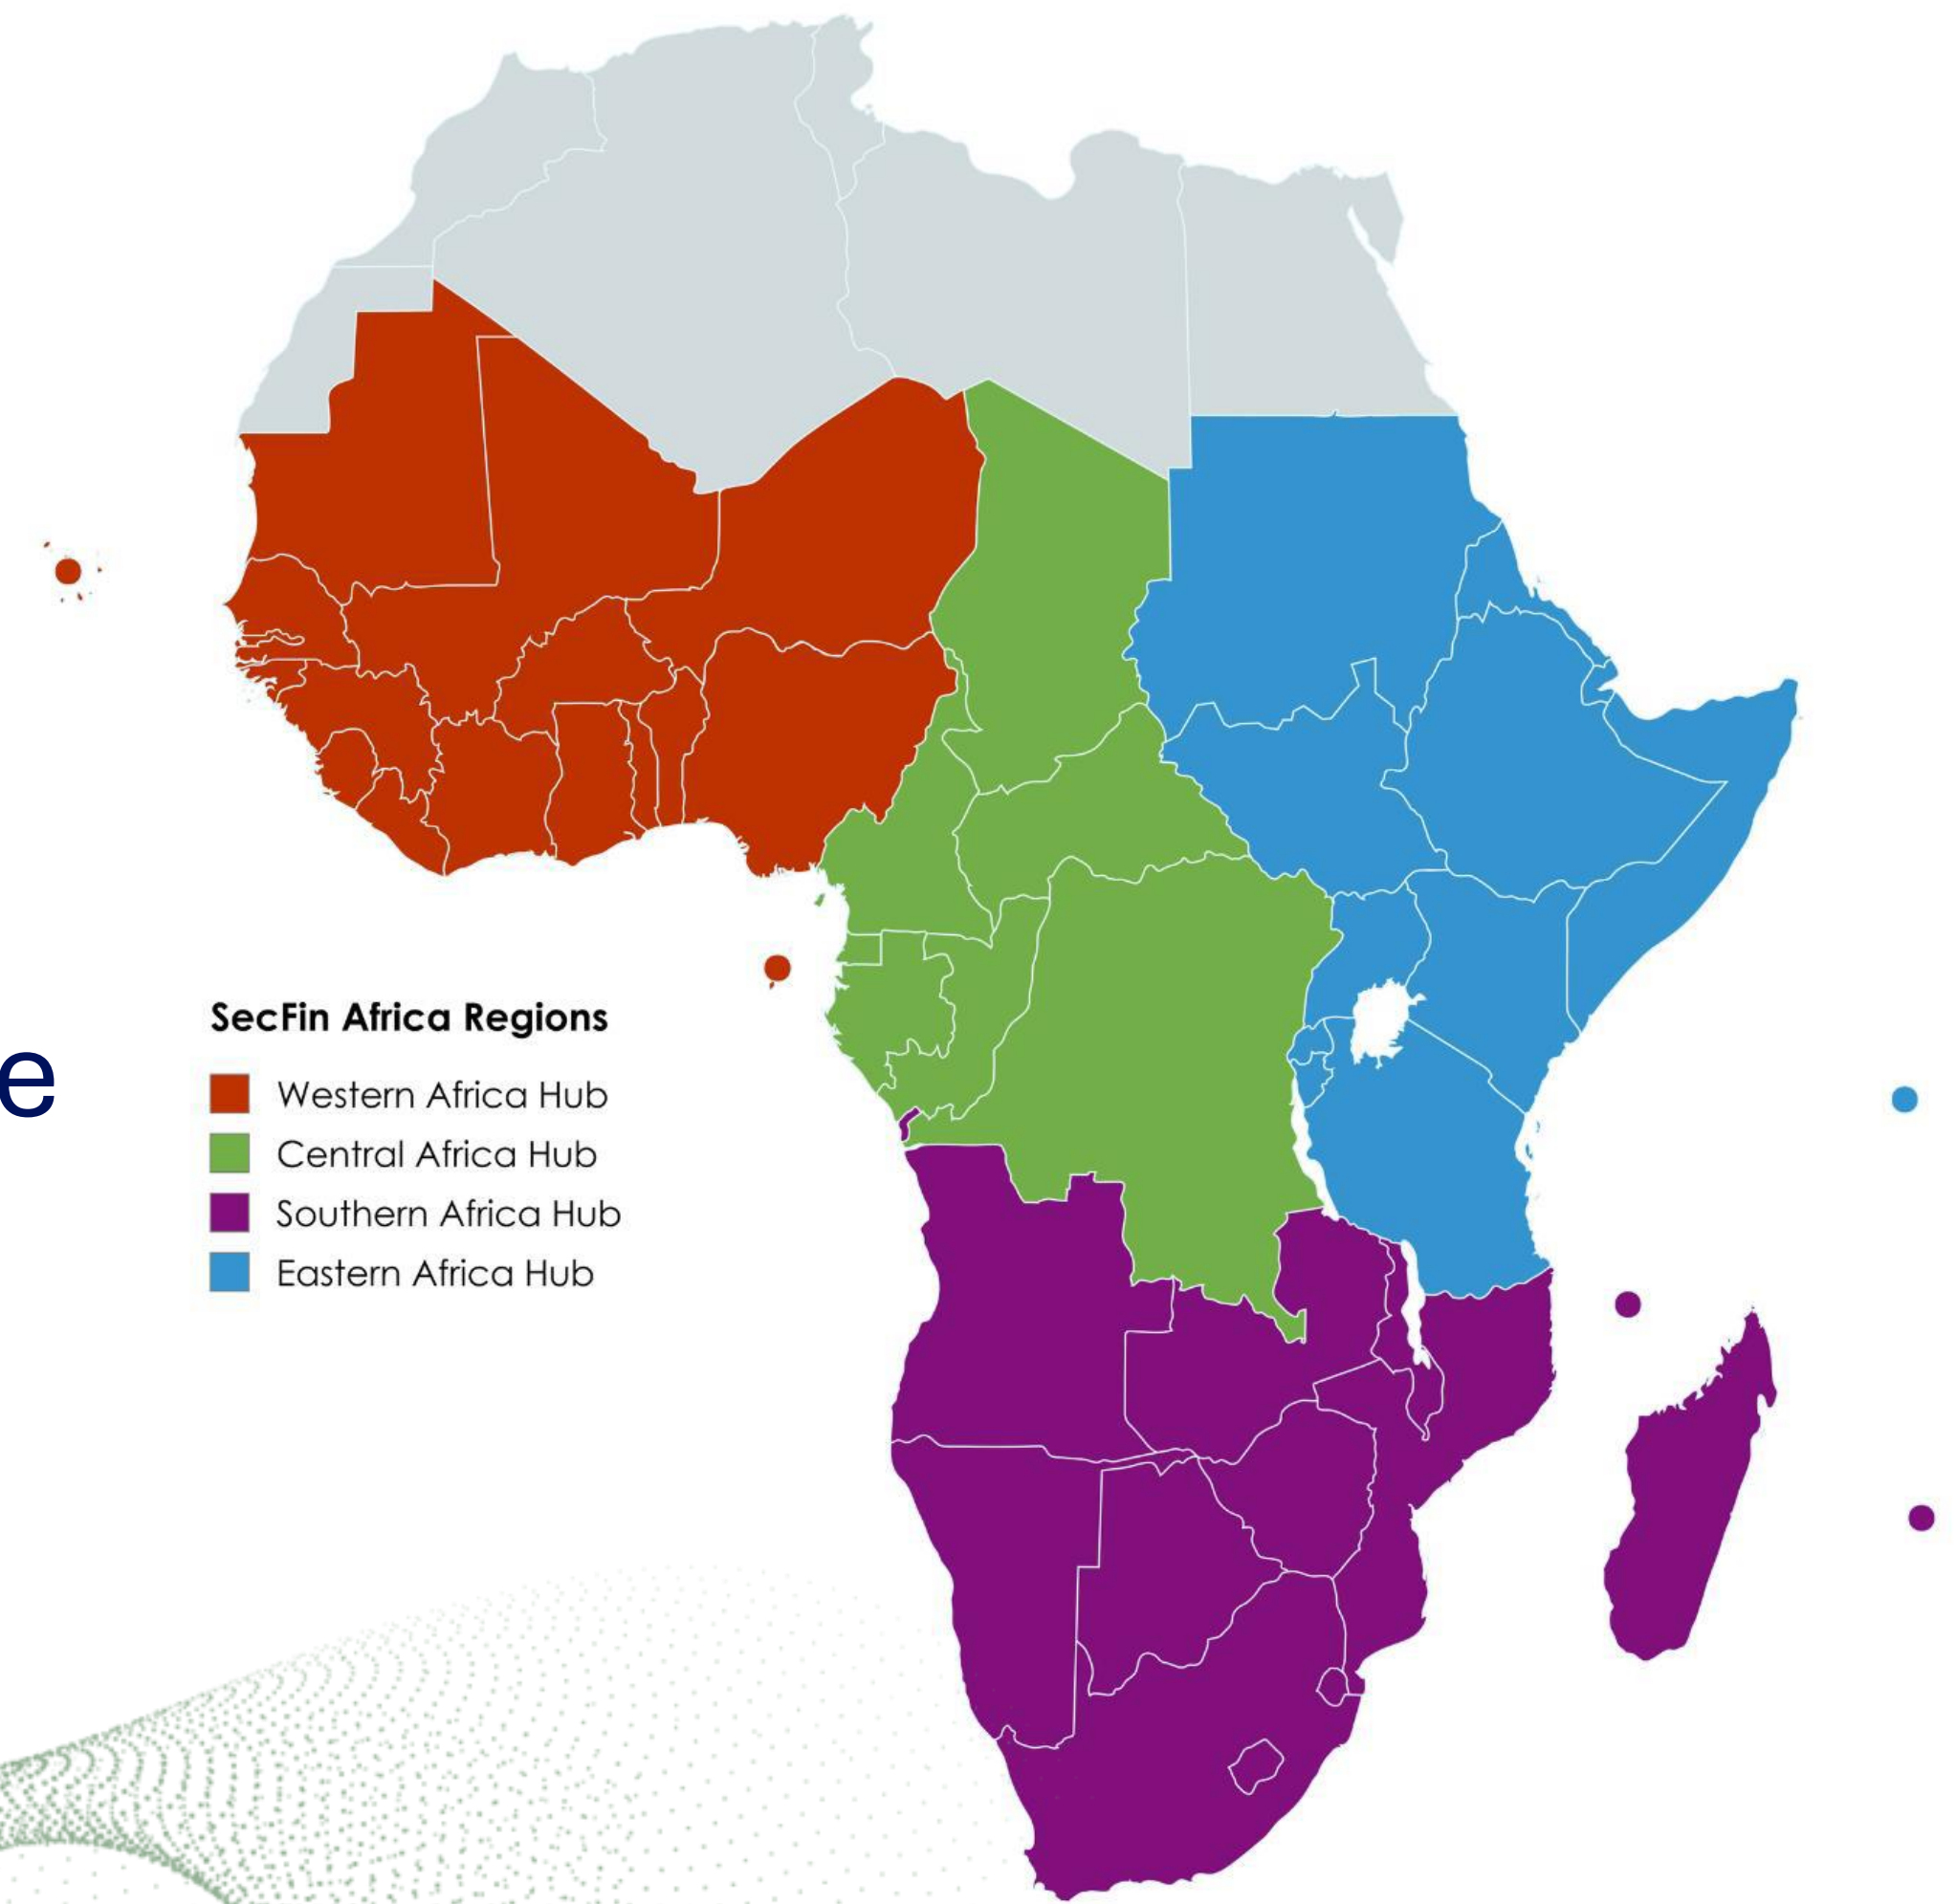 SecFin Africa Regions
e
Western Africa Hub
Central Africa Hub
Southern Africa Hub
Eastern Africa Hub